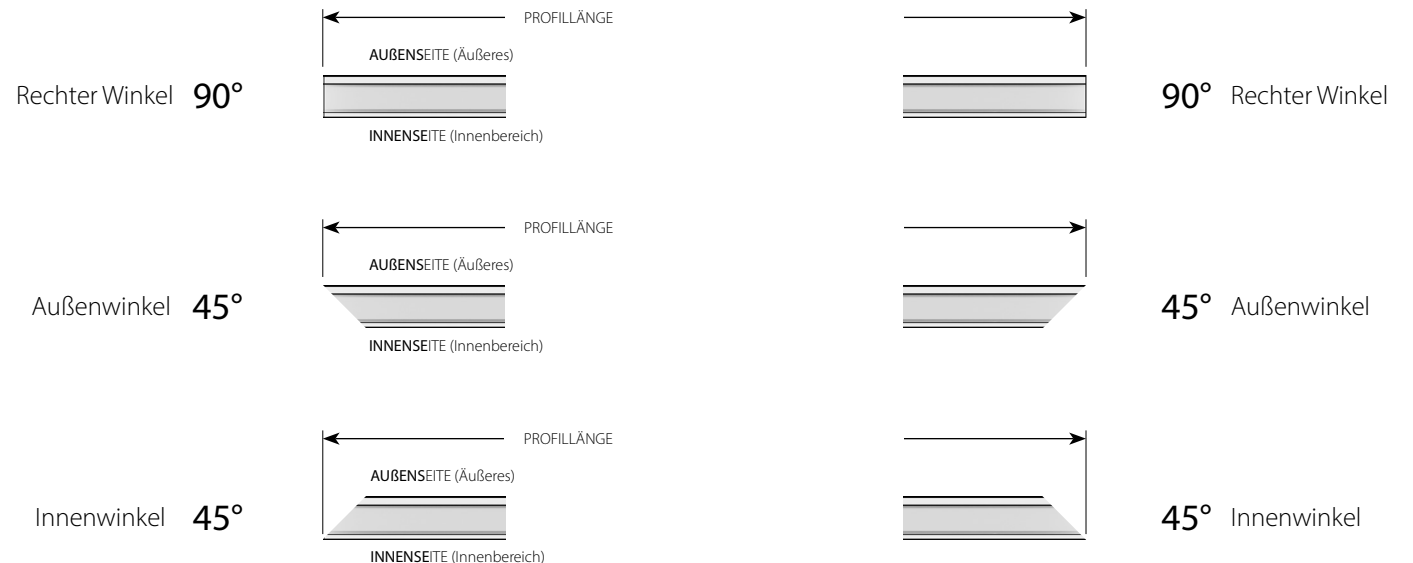 PROFILLÄNGE
AUßENSEITE (Äußeres)
Rechter Winkel 90°
90° Rechter Winkel
INNENSEITE (Innenbereich)
PROFILLÄNGE
AUßENSEITE (Äußeres)
Außenwinkel 45°
45° Außenwinkel
INNENSEITE (Innenbereich)
PROFILLÄNGE
AUßENSEITE (Äußeres)
Innenwinkel 45°
45° Innenwinkel
INNENSEITE (Innenbereich)